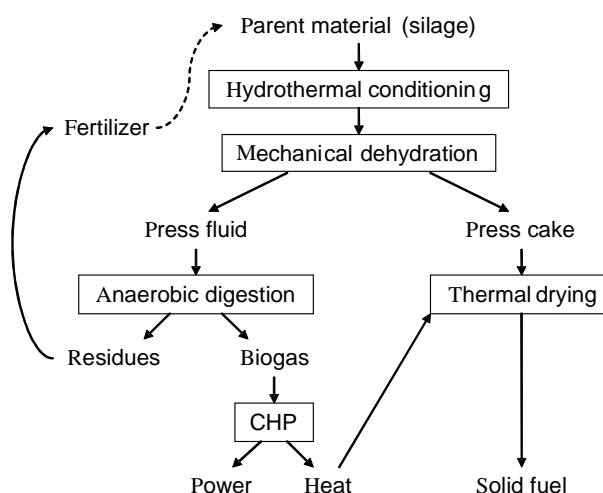 Parent material (silage)
Hydrothermal conditioning
Fertilizer
Mechanical dehydration
Press fluid
Press cake
Anaerobic digestion
Thermal drying
Residues
Biogas
CHP
Power
Heat
Solid fuel